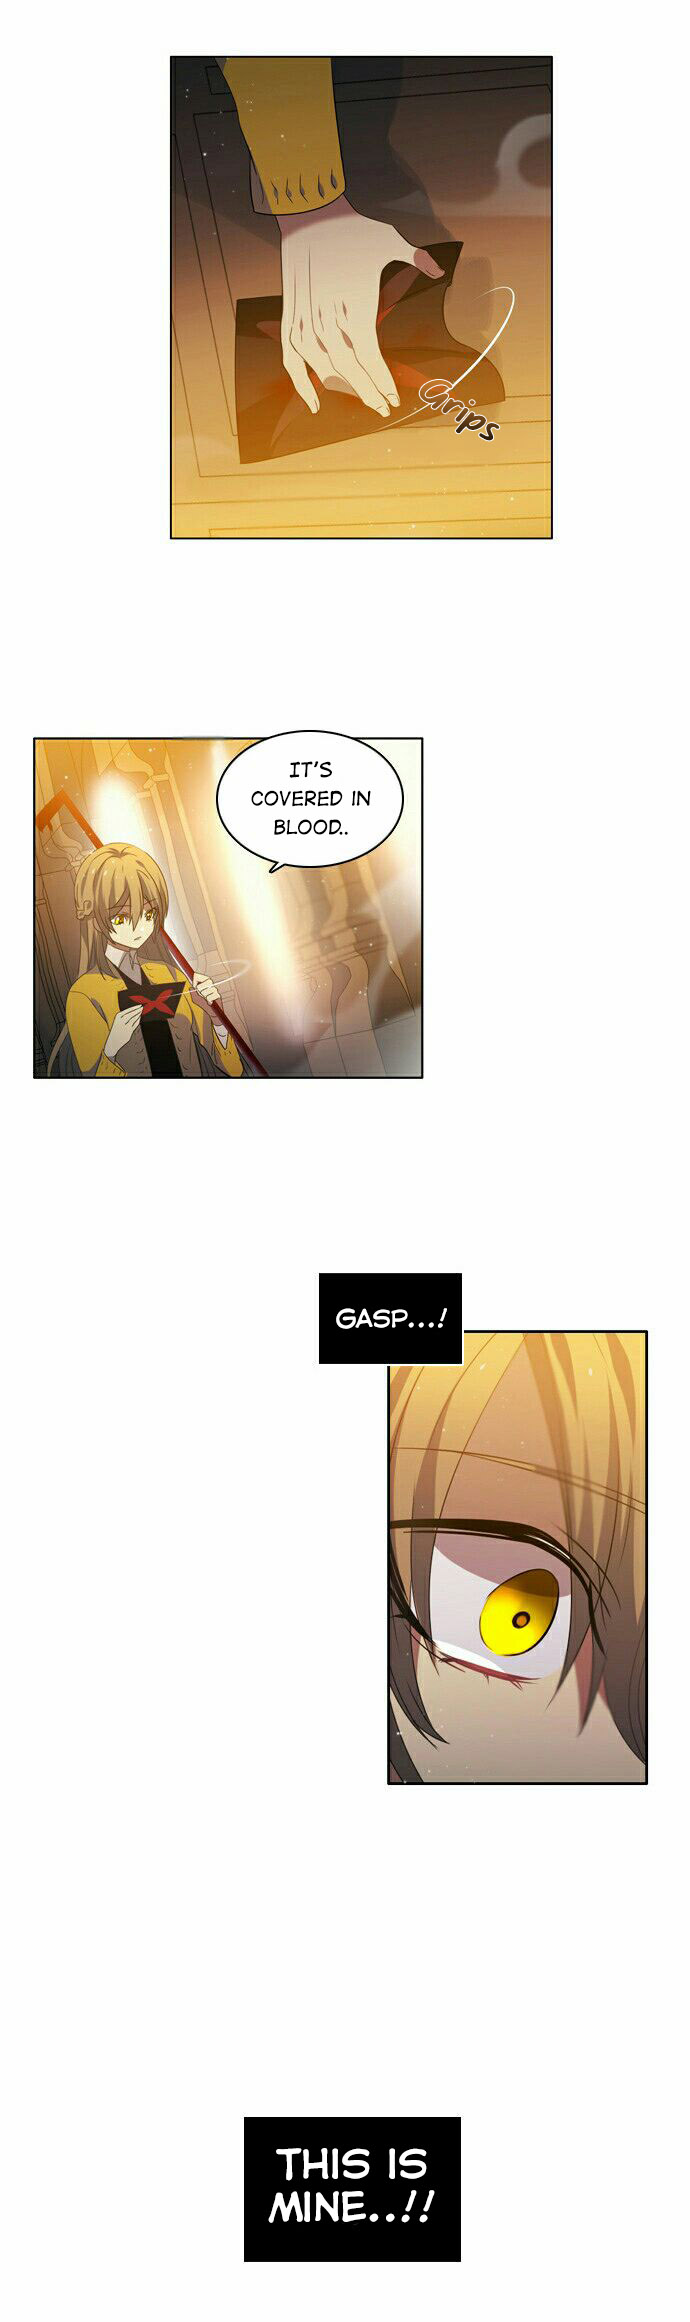 Grips
IT'S
COVERED IN
BLOOD..
GASP...!
THIS IS
MINE..!!